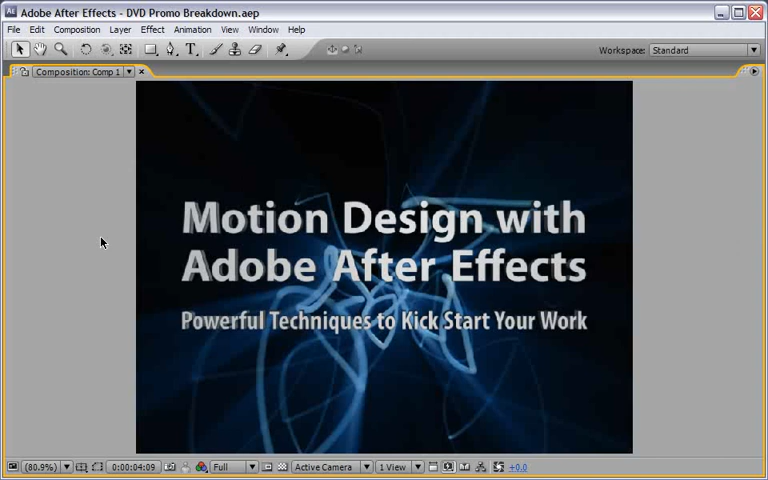 Adobe After Effects - DVD Promo Breakdown.aep
File Edit Composition Layer Effect Animation View Window Help
Workspace: Standard
Composition: Comp 1
Motion Design with
Adobe After Effects
Powerful Techniques to Kick Start Your Work
(80.9%) 0:00:04:09 Full Active Camera 1 View +0.0